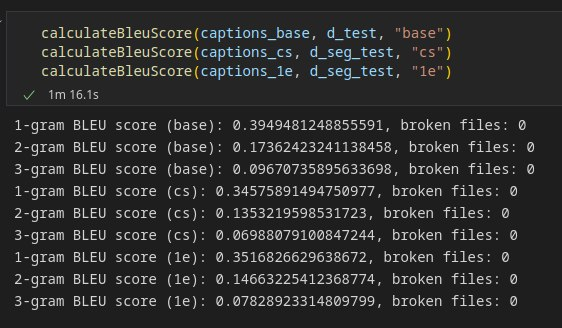 calculateBleuScore(captions_base, d_test, "base")
calculateBleuScore(captions_cs, d_seg_test, "cs")
calculateBleuScore(captions_1e, d_seg_test, "1e")
✓ 1m 16.1s
1-gram BLEU score (base): 0.3949481248855591, broken files: 0
2-gram BLEU score (base): 0.17362423241138458, broken files: 0
3-gram BLEU score (base): 0.09670735895633698, broken files: 0
1-gram BLEU score (cs): 0.34575891494750977, broken files: 0
2-gram BLEU score (cs): 0.1353219598531723, broken files: 0
3-gram BLEU score (cs): 0.06988079100847244, broken files: 0
1-gram BLEU score (1e): 0.3516826629638672, broken files: 0
2-gram BLEU score (1e): 0.14663225412368774, broken files: 0
3-gram BLEU score (1e): 0.07828923314809799, broken files: 0